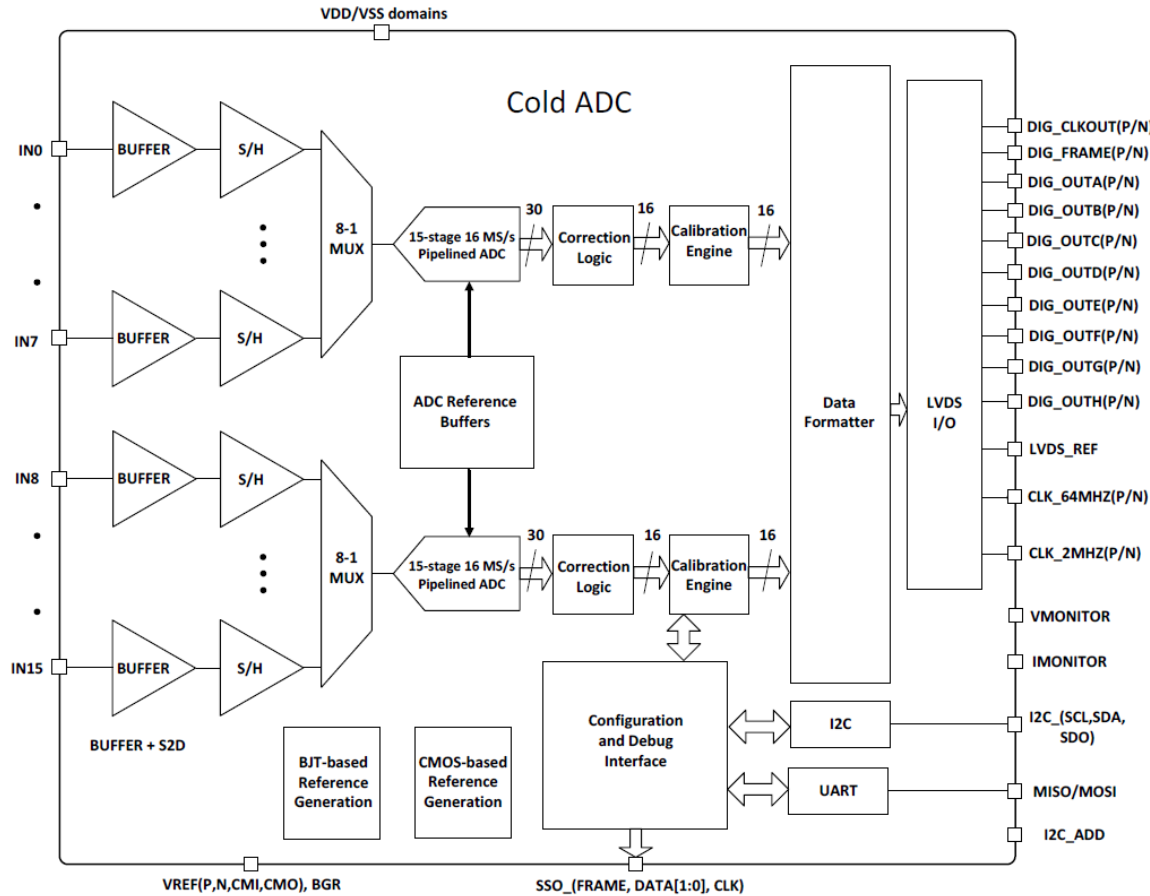 VDD/VSS domains
Cold ADC
IN0
BUFFER
S/H
8-1
MUX
15-stage 16 MS/s
Pipelined ADC
30
Correction
Logic
16
Calibration
Engine
16
IN7
BUFFER
S/H
ADC Reference
Buffers
IN8
BUFFER
S/H
8-1
MUX
15-stage 16 MS/s
Pipelined ADC
30
Correction
Logic
16
Calibration
Engine
16
IN15
BUFFER
S/H
BUFFER + S2D
BJT-based
Reference
Generation
CMOS-based
Reference
Generation
Configuration
and Debug
Interface
I2C
UART
Data
Formatter
LVDS
I/O
DIG_CLKOUT(P/N)
DIG_FRAME(P/N)
DIG_OUTA(P/N)
DIG_OUTB(P/N)
DIG_OUTC(P/N)
DIG_OUTD(P/N)
DIG_OUTE(P/N)
DIG_OUTF(P/N)
DIG_OUTG(P/N)
DIG_OUTH(P/N)
LVDS_REF
CLK_64MHZ(P/N)
CLK_2MHZ(P/N)
VMONITOR
IMONITOR
I2C_(SCL,SDA,
SDO)
MISO/MOSI
I2C_ADD
VREF(P,N,CMI,CMO), BGR
SSO_(FRAME, DATA[1:0], CLK)